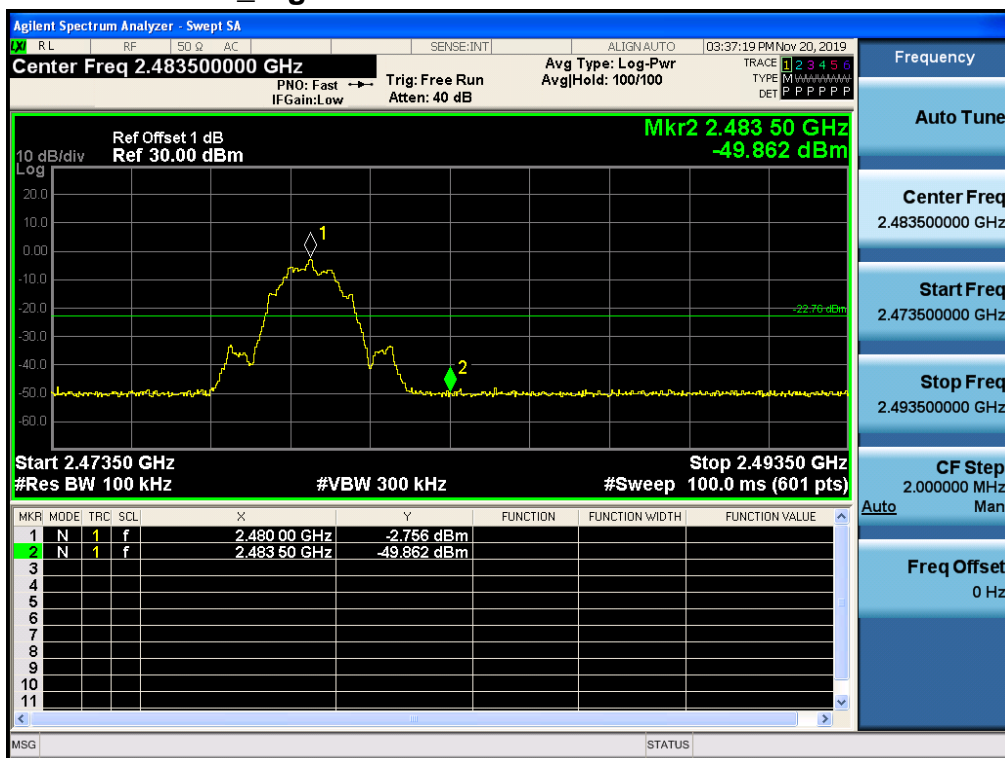 Agilent Spectrum Analyzer - Swept SA
LXI RL RF 50 Ω AC SENSE:INT ALIGN AUTO 03:37:19 PM Nov 20, 2019
Center Freq 2.483500000 GHz
PNO: Fast
IFGain:Low
Trig: Free Run
Atten: 40 dB
Avg Type: Log-Pwr
Avg|Hold: 100/100
TRACE 1 2 3 4 5 6
TYPE M
DET P P P P P P
Ref Offset 1 dB
Ref 30.00 dBm
10 dB/div
Log
Mkr2 2.483 50 GHz
-49.862 dBm
20.0
10.0
0.00
-10.0
-20.0
-30.0
-40.0
-50.0
-60.0
1
2
-22.76 dBm
Start 2.47350 GHz Stop 2.49350 GHz
#Res BW 100 kHz #VBW 300 kHz #Sweep 100.0 ms (601 pts)
MKR MODE TRC SCL X Y FUNCTION FUNCTION WIDTH FUNCTION VALUE
1 N 1 f 2.480 00 GHz -2.756 dBm
2 N 1 f 2.483 50 GHz -49.862 dBm
3
4
5
6
7
8
9
10
11
MSG STATUS
Frequency
Auto Tune
Center Freq
2.483500000 GHz
Start Freq
2.473500000 GHz
Stop Freq
2.493500000 GHz
CF Step
2.000000 MHz
Auto Man
Freq Offset
0 Hz